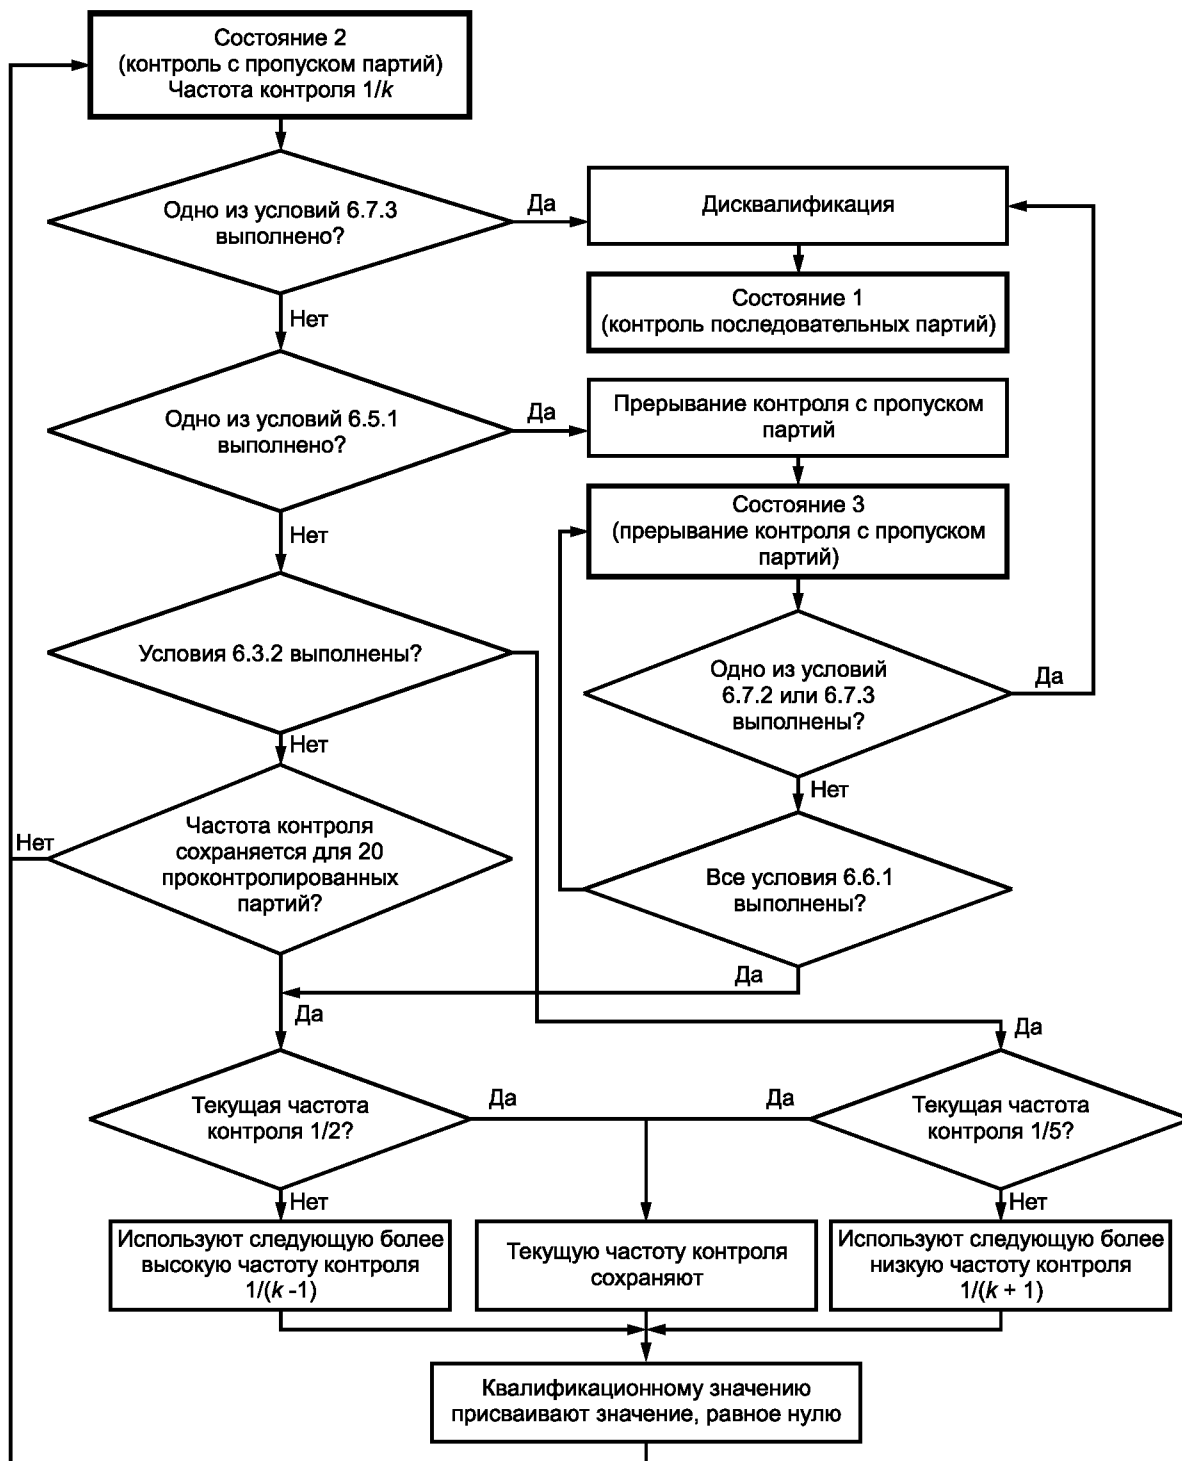 Состояние 2
(контроль с пропуском партий)
Частота контроля 1/k
Одно из условий 6.7.3
выполнено?
Да
Дисквалификация
Нет
Состояние 1
(контроль последовательных партий)
Одно из условий 6.5.1
выполнено?
Да
Прерывание контроля с пропуском
партий
Нет
Состояние 3
(прерывание контроля с пропуском
партий)
Условия 6.3.2 выполнены?
Одно из условий
6.7.2 или 6.7.3
выполнены?
Да
Нет
Нет
Частота контроля
сохраняется для 20
проконтролированных
партий?
Нет
Все условия 6.6.1
выполнены?
Да
Да
Да
Текущая частота
контроля 1/2?
Да
Да
Текущая частота
контроля 1/5?
Нет
Нет
Используют следующую более
высокую частоту контроля
1/(k -1)
Текущую частоту контроля
сохраняют
Используют следующую более
низкую частоту контроля
1/(k + 1)
Квалификационному значению
присваивают значение, равное нулю